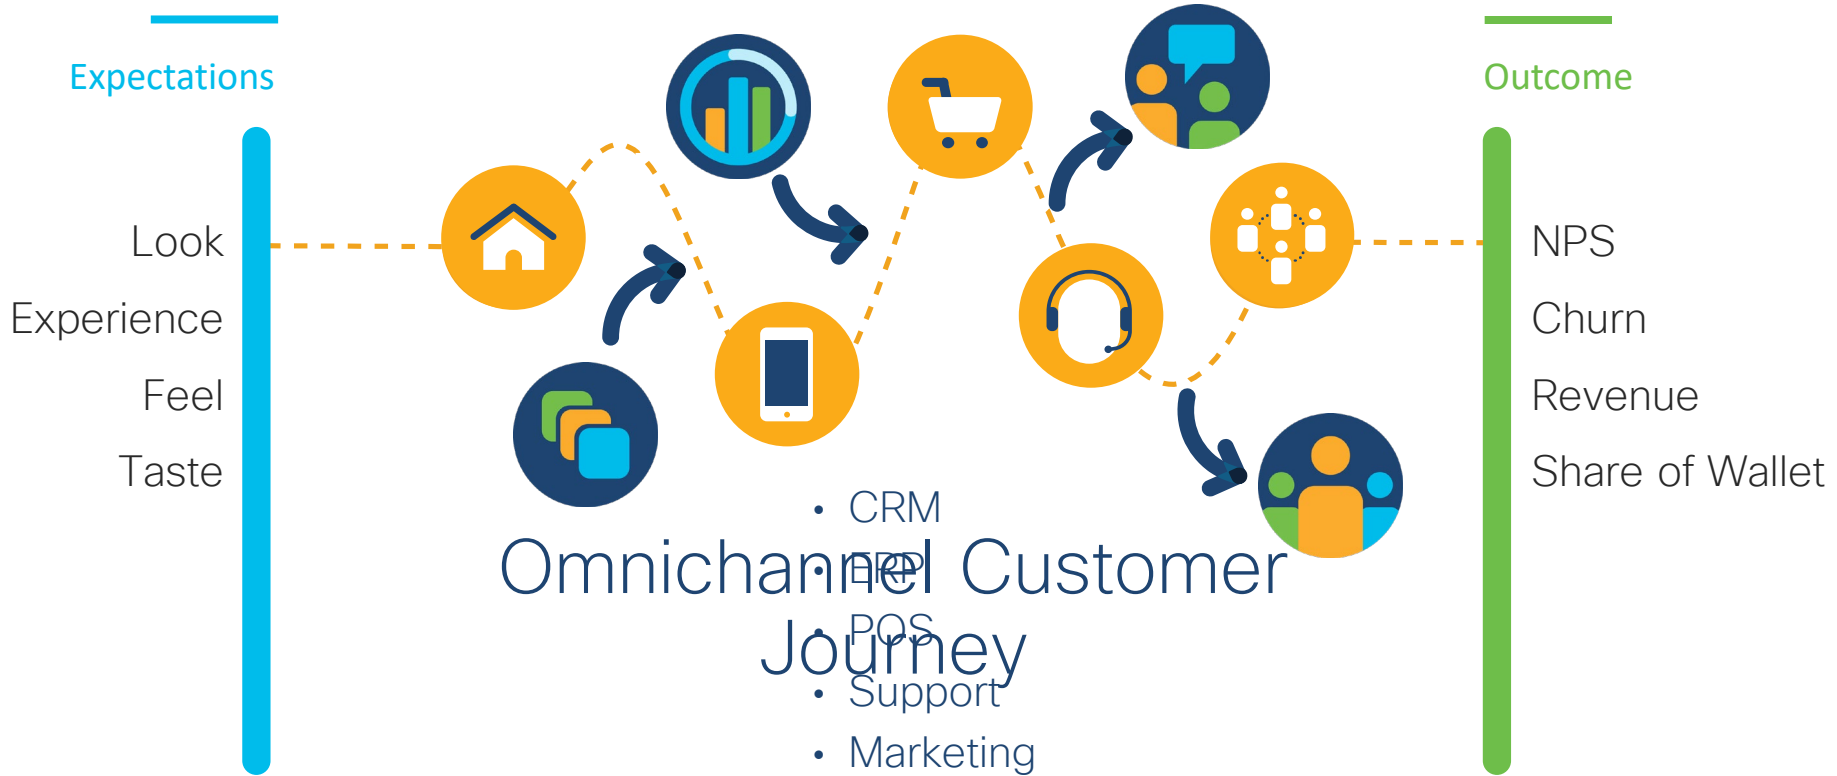 Expectations
Look
Experience
Feel
Taste
• CRM
• ERP
• POS
• Support
• Marketing
Omnichannel Customer
Journey
Outcome
NPS
Churn
Revenue
Share of Wallet